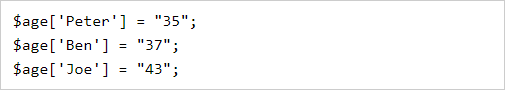 $age['Peter'] = "35";
$age['Ben'] = "37";
$age['Joe'] = "43";